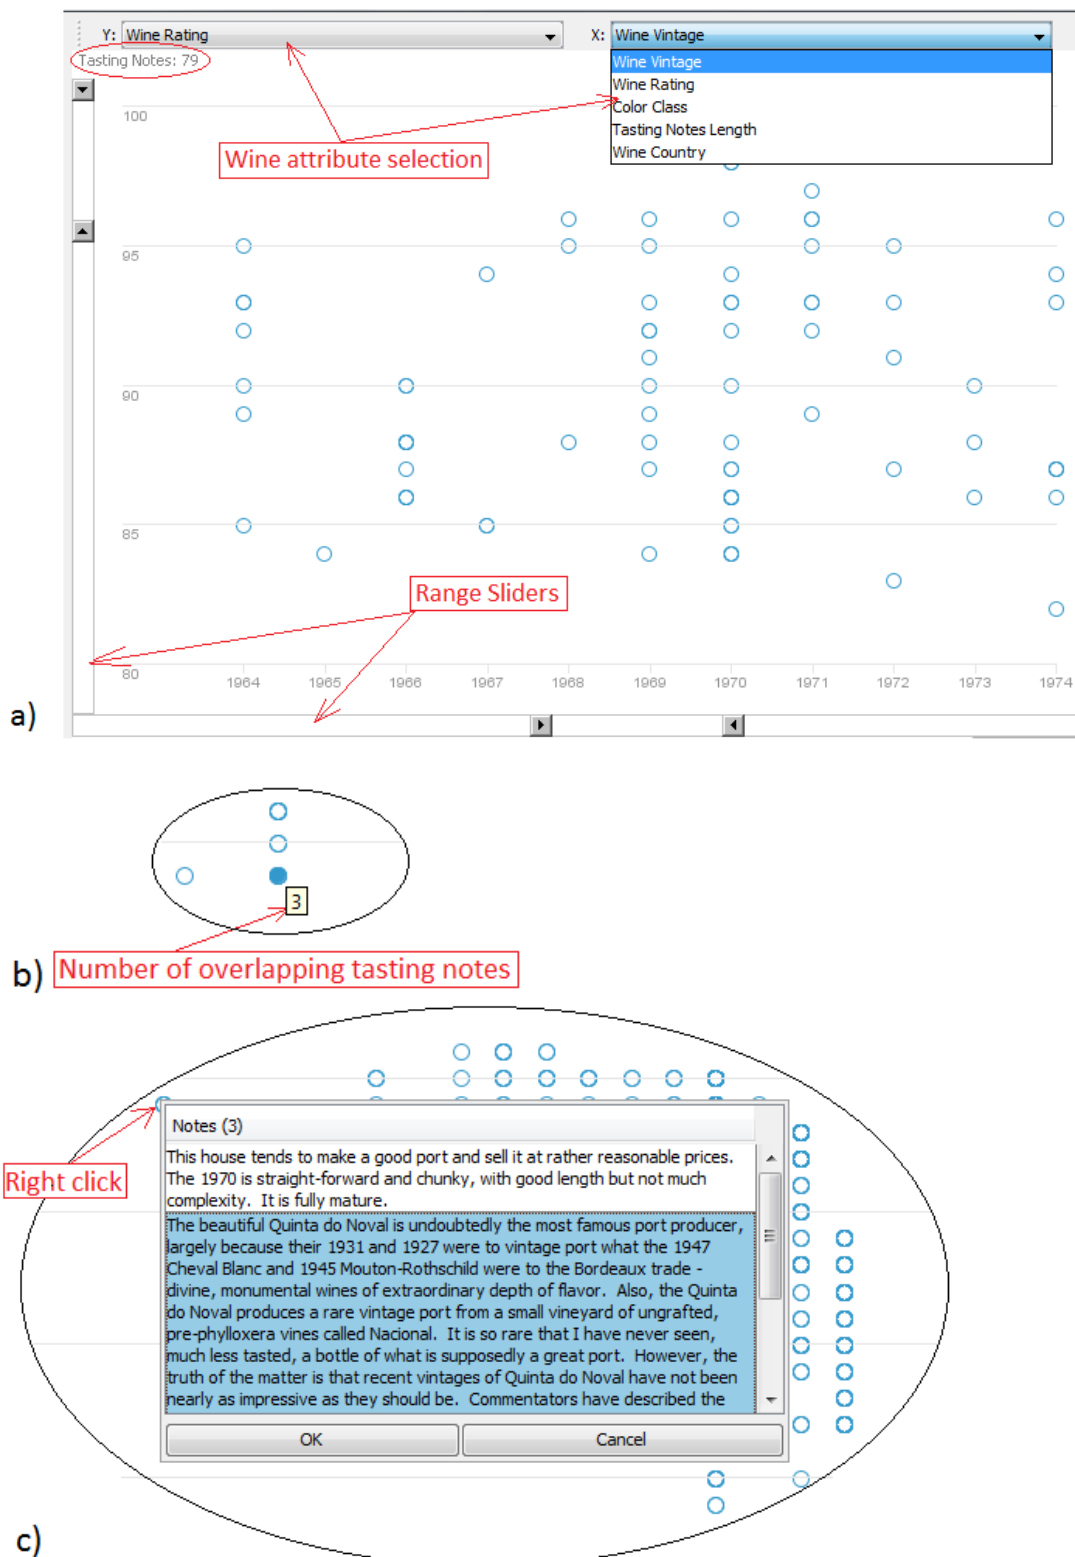 Y: Wine Rating X: Wine Vintage
Tasting Notes: 79
Wine Vintage
Wine Rating
Color Class
Tasting Notes Length
Wine Country
100
Wine attribute selection
95
90
85
Range Sliders
80
1964 1965 1966 1967 1968 1969 1970 1971 1972 1973 1974
a)
3
b) Number of overlapping tasting notes
Notes (3)
This house tends to make a good port and sell it at rather reasonable prices.
The 1970 is straight-forward and chunky, with good length but not much
complexity. It is fully mature.
Right click
The beautiful Quinta do Noval is undoubtedly the most famous port producer,
largely because their 1931 and 1927 were to vintage port what the 1947
Cheval Blanc and 1945 Mouton-Rothschild were to the Bordeaux trade -
divine, monumental wines of extraordinary depth of flavor. Also, the Quinta
do Noval produces a rare vintage port from a small vineyard of ungrafted,
pre-phylloxera vines called Nacional. It is so rare that I have never seen,
much less tasted, a bottle of what is supposedly a great port. However, the
truth of the matter is that recent vintages of Quinta do Noval have not been
nearly as impressive as they should be. Commentators have described the
OK Cancel
c)